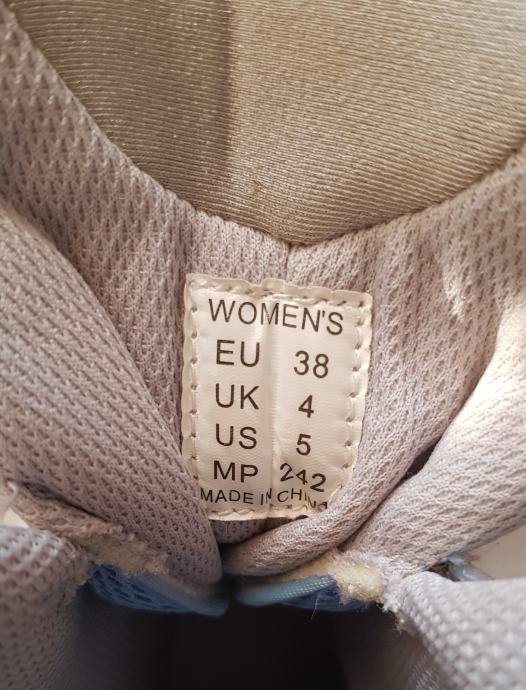 WOMEN'S
EU 38
UK 4
US 5
MP 242
MADE IN CHINA